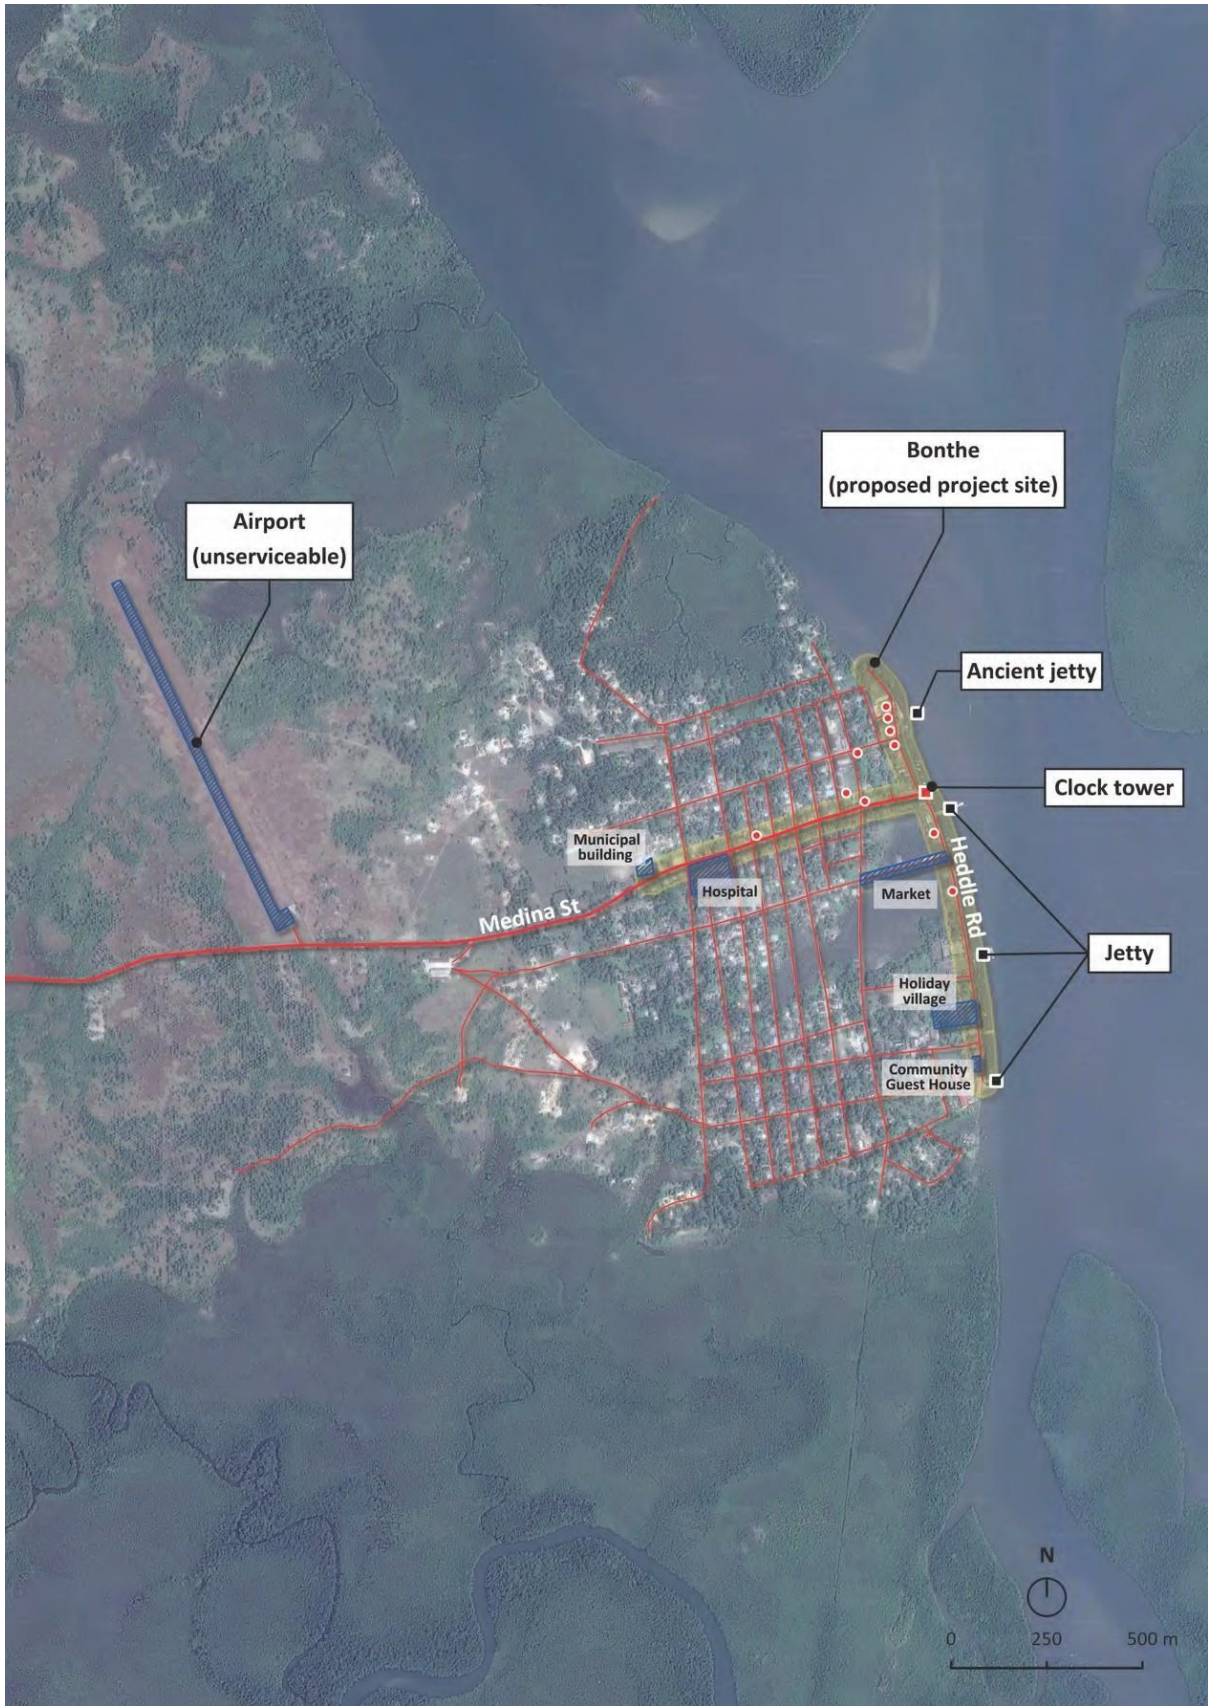 Bonthe
(proposed project site)
Airport
(unserviceable)
Ancient jetty
Clock tower
Municipal
building
Hospital
Market
Heddle Rd
Medina St
Jetty
Holiday
village
Community
Guest House
N
0 250 500 m